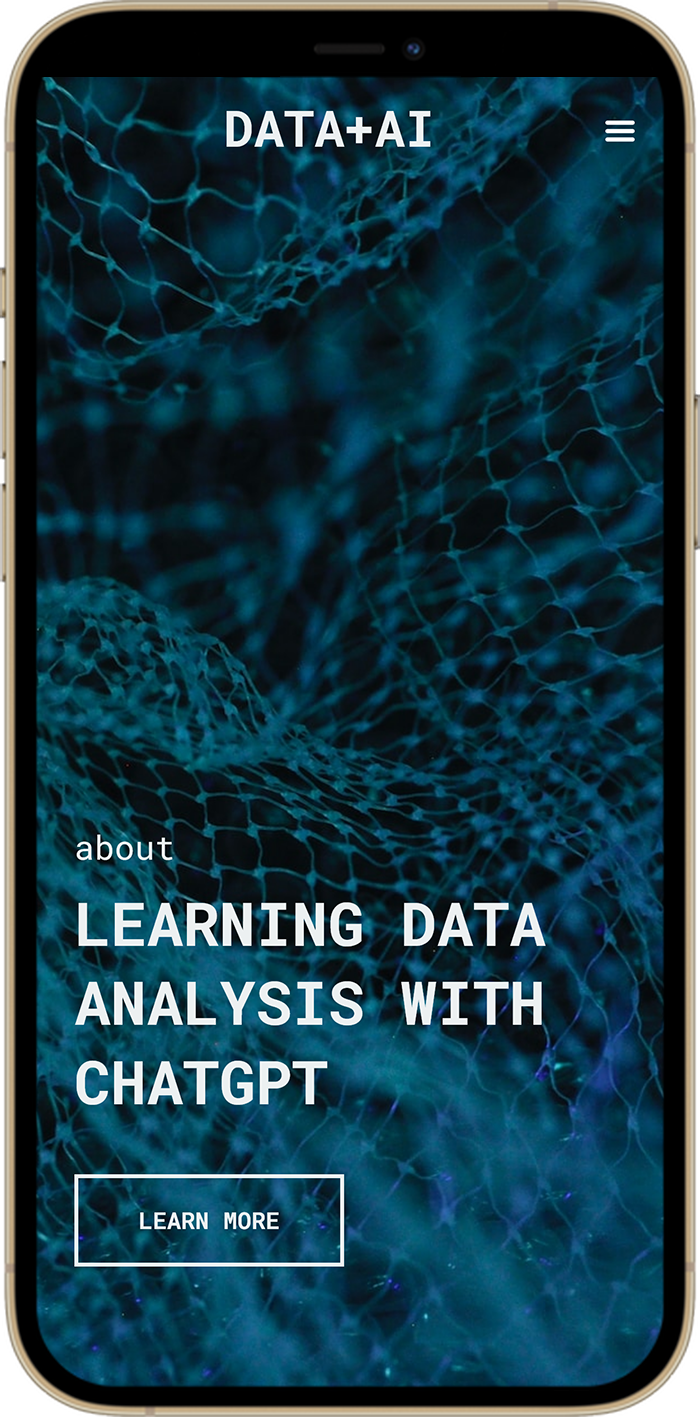 DATA+AI
about
LEARNING DATA
ANALYSIS WITH
CHATGPT
LEARN MORE